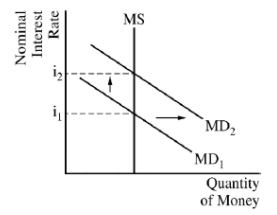 Nominal
Interest
Rate
MS
i₂
i₁
MD₂
MD₁
Quantity
of Money